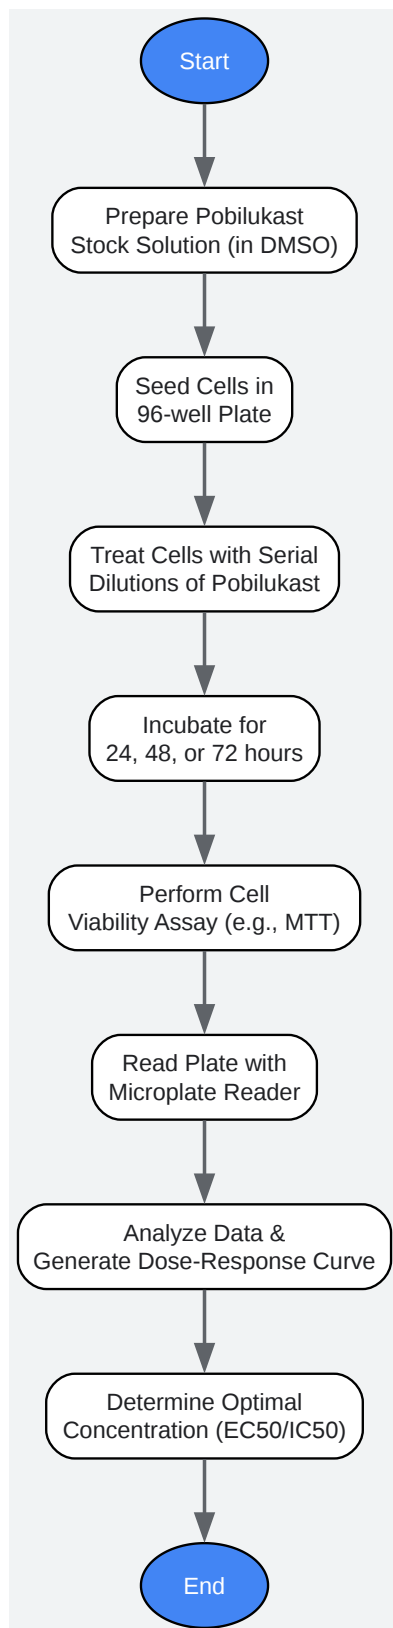 Start
Prepare Pobilukast
Stock Solution (in DMSO)
Seed Cells in
96-well Plate
Treat Cells with Serial
Dilutions of Pobilukast
Incubate for
24, 48, or 72 hours
Perform Cell
Viability Assay (e.g., MTT)
Read Plate with
Microplate Reader
Analyze Data &
Generate Dose-Response Curve
Determine Optimal
Concentration (EC50/IC50)
End